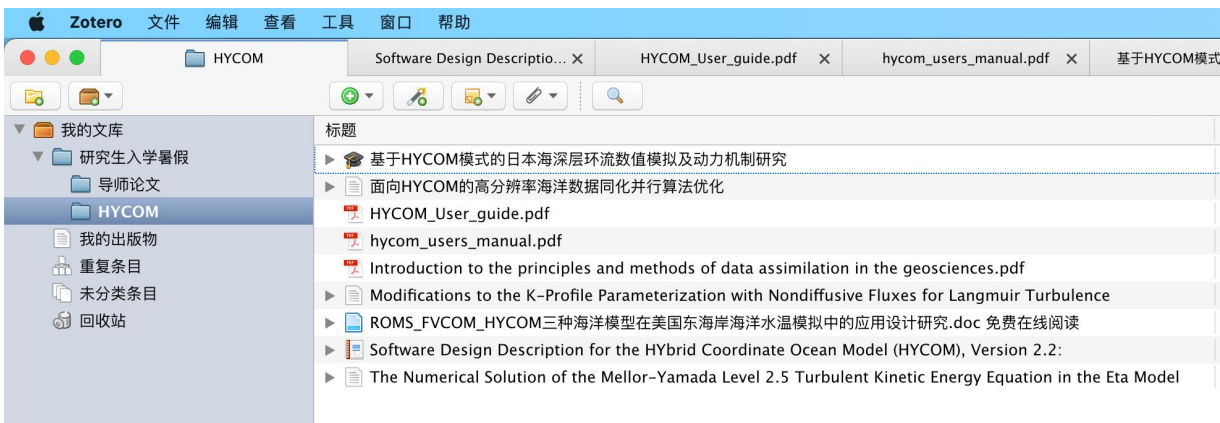 Zotero 文件 编辑 查看 工具 窗口 帮助
HYCOM Software Design Descriptio... HYCOM_User_guide.pdf hycom_users_manual.pdf 基于HYCOM模式
我的文库
标题
研究生入学暑假
基于HYCOM模式的日本海深层环流数值模拟及动力机制研究
导师论文
面向HYCOM的高分辨率海洋数据同化并行算法优化
HYCOM
HYCOM_User_guide.pdf
我的出版物
hycom_users_manual.pdf
重复条目
Introduction to the principles and methods of data assimilation in the geosciences.pdf
未分类条目
Modifications to the K-Profile Parameterization with Nondiffusive Fluxes for Langmuir Turbulence
回收站
ROMS_FVCOM_HYCOM三种海洋模型在美国东海岸海洋水温模拟中的应用设计研究.doc 免费在线阅读
Software Design Description for the HYbrid Coordinate Ocean Model (HYCOM), Version 2.2:
The Numerical Solution of the Mellor-Yamada Level 2.5 Turbulent Kinetic Energy Equation in the Eta Model